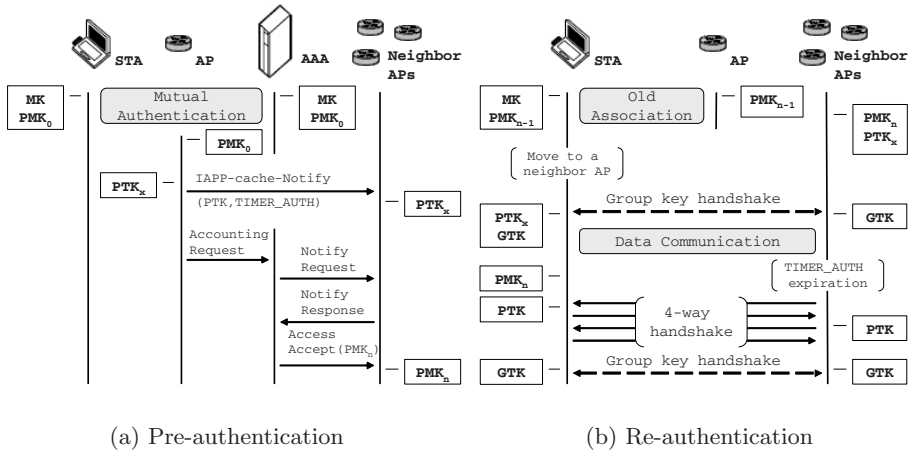 STA
AP
AAA
Neighbor
APs
MK
PMK0
Mutual
Authentication
MK
PMK0
PMK0
PTKx
IAPP-cache-Notify
(PTK,TIMER_AUTH)
PTKx
Accounting
Request
Notify
Request
Notify
Response
Access
Accept(PMKn)
PMKn
(a) Pre-authentication
STA
AP
Neighbor
APs
MK
PMKn-1
Old
Association
PMKn-1
PMKn
PTKx
Move to a
neighbor AP
Group key handshake
PTKx
GTK
GTK
Data Communication
PMKn
TIMER_AUTH
expiration
PTK
4-way
handshake
PTK
GTK
Group key handshake
GTK
(b) Re-authentication